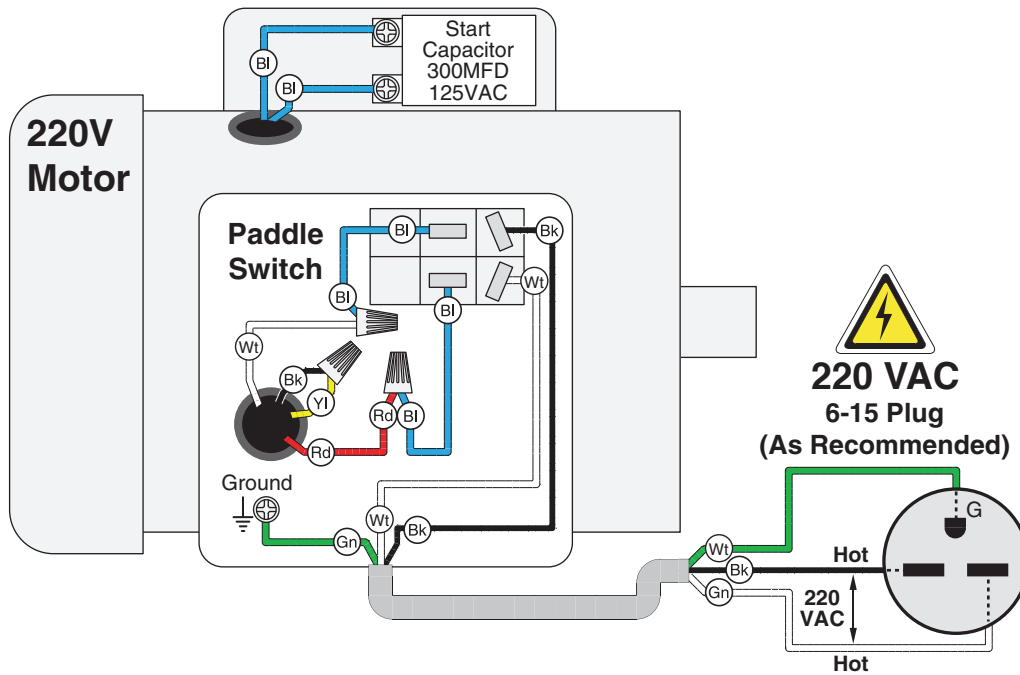 Start
Capacitor
300MFD
125VAC
Bl
Bl
220V
Motor
Paddle
Switch
Bl
Bk
Wt
Bl
Bl
Wt
Bk
Yl
Rd
Bl
Rd
Ground
Wt
Bk
Gn
220 VAC
6-15 Plug
(As Recommended)
G
Wt
Hot
Bk
Gn
220
VAC
Hot